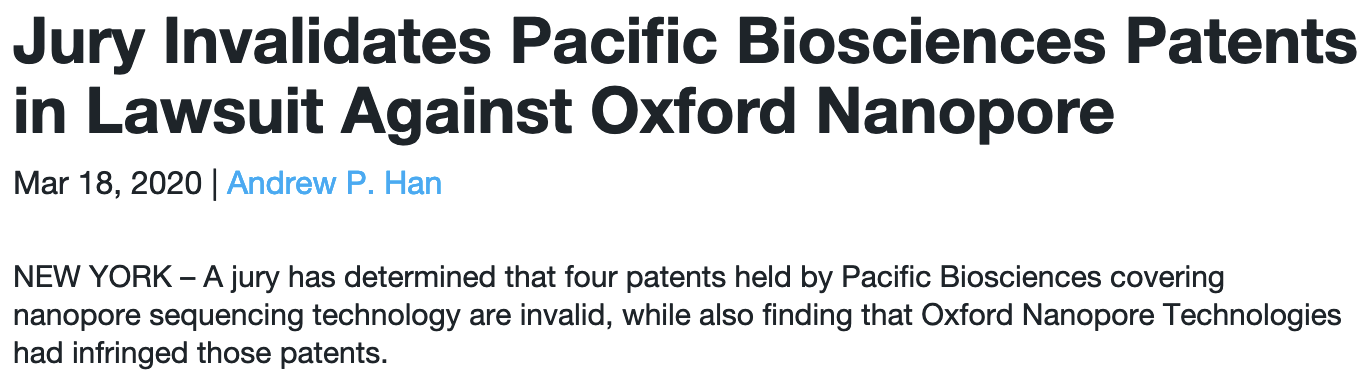 Jury Invalidates Pacific Biosciences Patents
in Lawsuit Against Oxford Nanopore
Mar 18, 2020 | Andrew P. Han
NEW YORK – A jury has determined that four patents held by Pacific Biosciences covering
nanopore sequencing technology are invalid, while also finding that Oxford Nanopore Technologies
had infringed those patents.